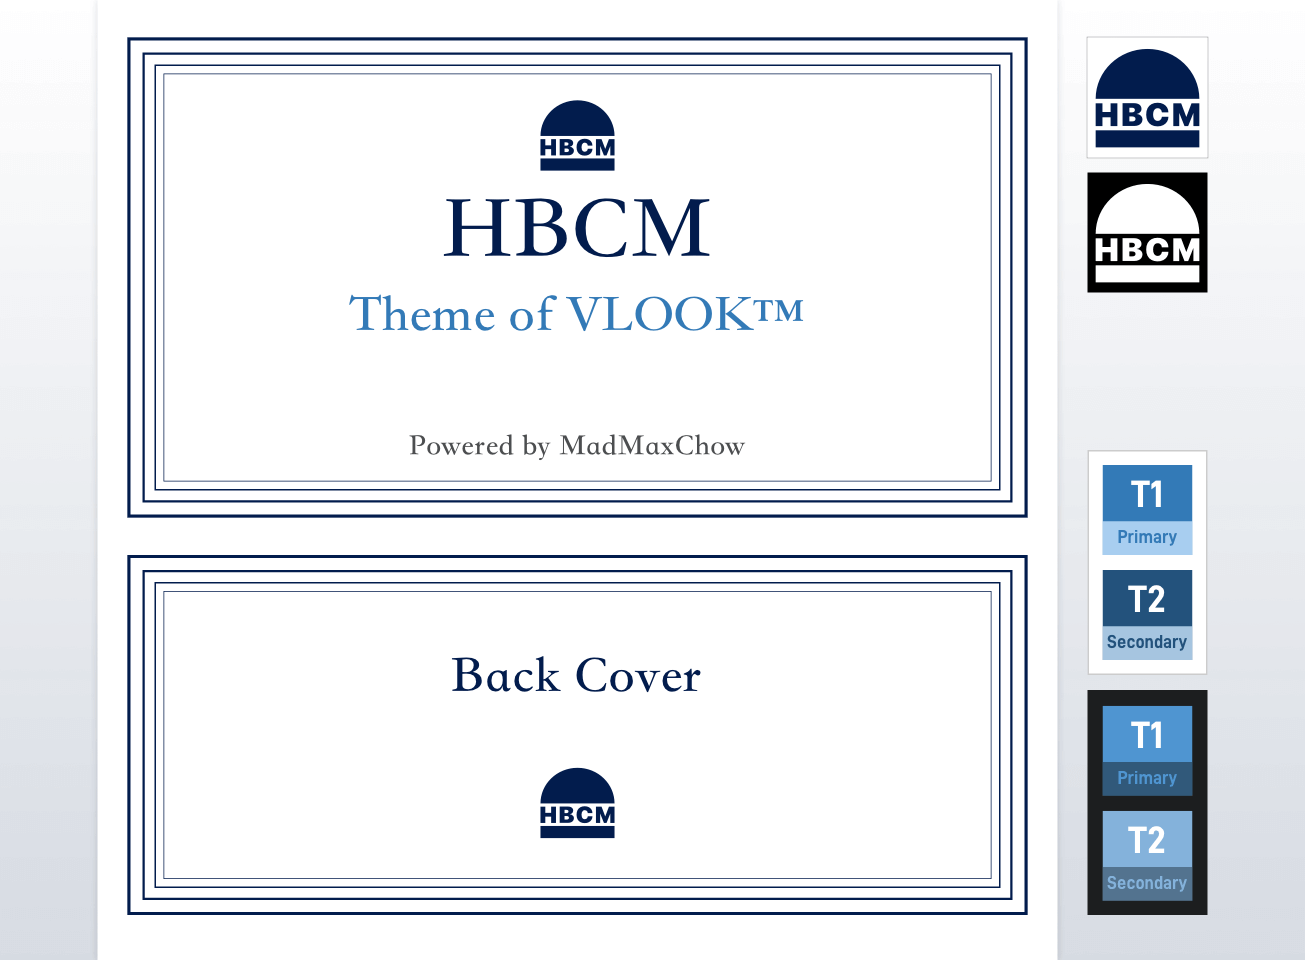 HBCM
HBCM
Theme of VLOOK™
Powered by MadMaxChow
Back Cover
HBCM
HBCM
HBCM
T1
Primary
T2
Secondary
T1
Primary
T2
Secondary